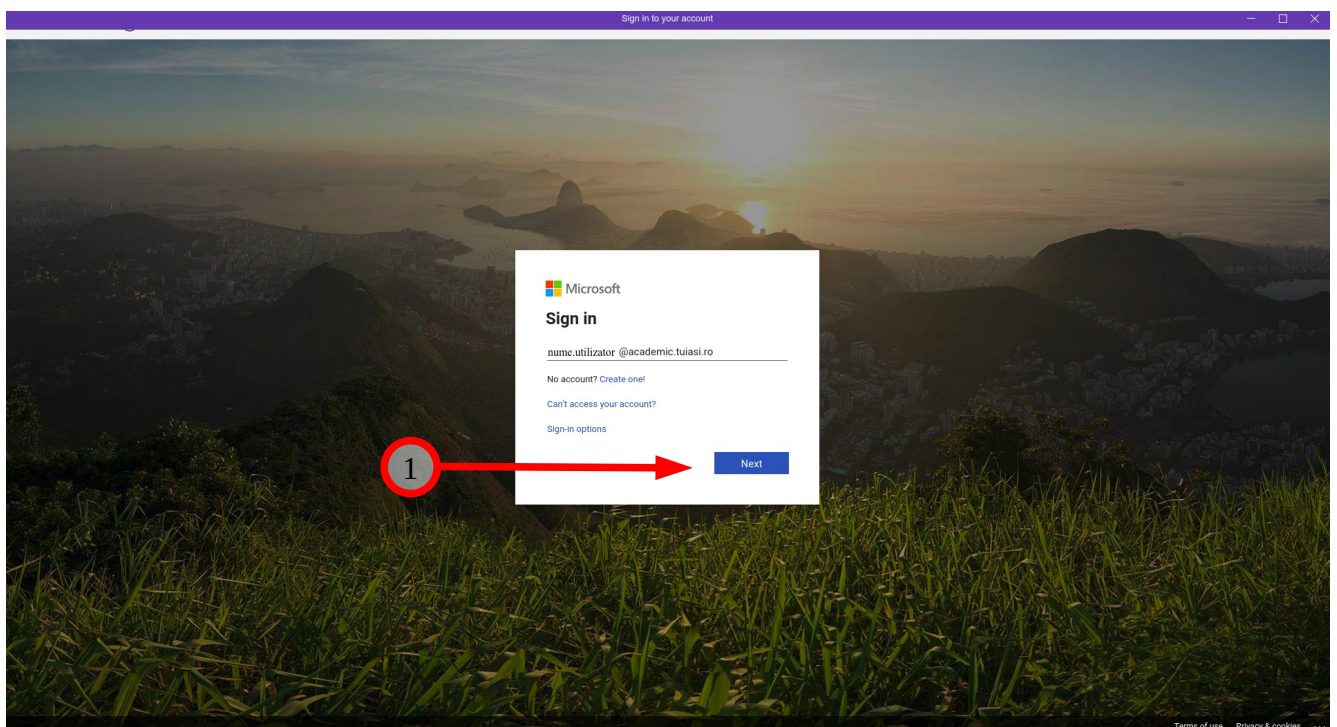 Sign in to your account
Microsoft
Sign in
nume.utilizator @academic.tuiasi.ro
No account? Create one!
Can't access your account?
Sign-in options
1
Next
Terms of use Privacy & cookies ...